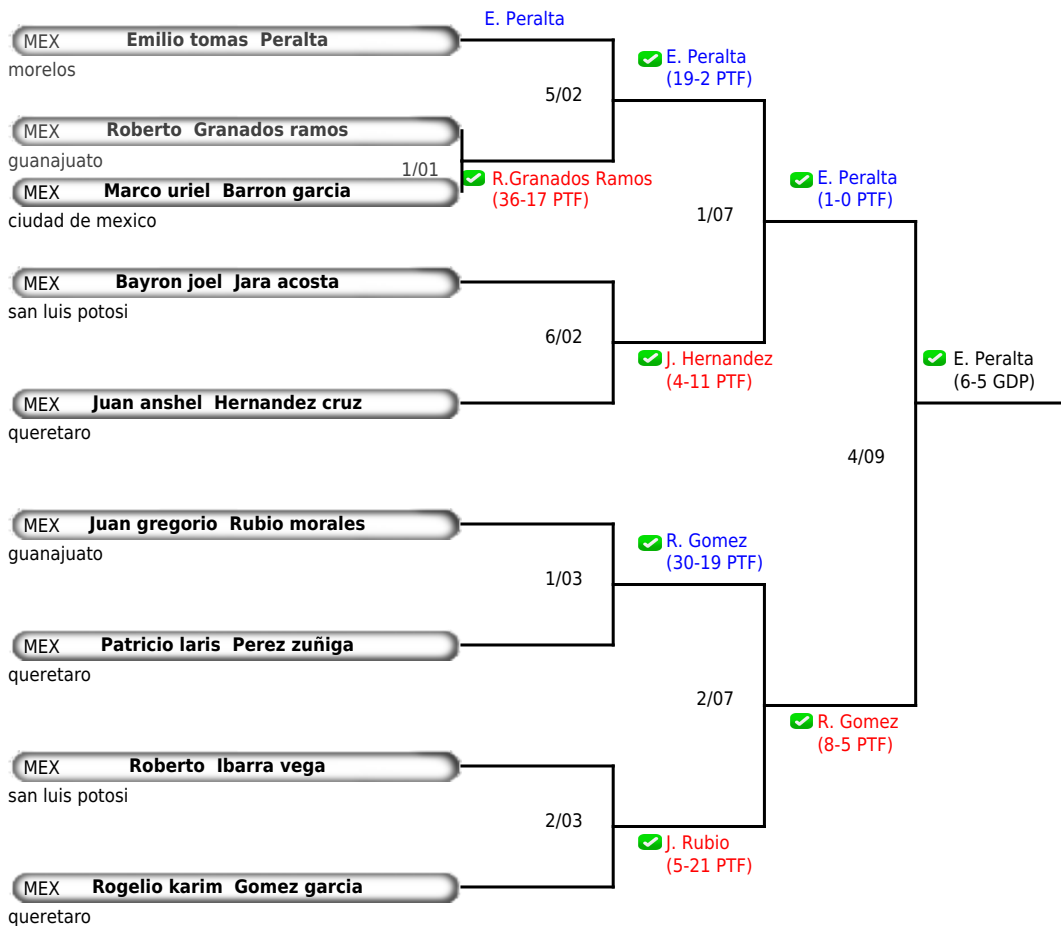 E. Peralta
MEX Emilio tomas Peralta
morelos
E. Peralta
(19-2 PTF)
5/02
MEX Roberto Granados ramos
guanajuato
1/01
MEX Marco uriel Barron garcia
ciudad de mexico
R.Granados Ramos
(36-17 PTF)
E. Peralta
(1-0 PTF)
1/07
MEX Bayron joel Jara acosta
san luis potosi
6/02
J. Hernandez
(4-11 PTF)
E. Peralta
(6-5 GDP)
MEX Juan anshel Hernandez cruz
queretaro
4/09
MEX Juan gregorio Rubio morales
guanajuato
R. Gomez
(30-19 PTF)
1/03
MEX Patricio laris Perez zuñiga
queretaro
2/07
R. Gomez
(8-5 PTF)
MEX Roberto Ibarra vega
san luis potosi
2/03
J. Rubio
(5-21 PTF)
MEX Rogelio karim Gomez garcia
queretaro